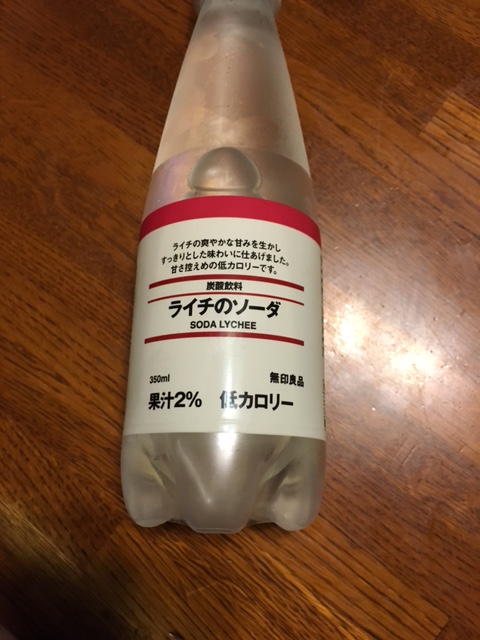 ライチの爽やかな甘みを生かし
すっきりとした味わいに仕あげました。
甘さ控えめの低カロリーです。
炭酸飲料
ライチのソーダ
SODA LYCHEE
350ml 無印良品
果汁2% 低カロリー